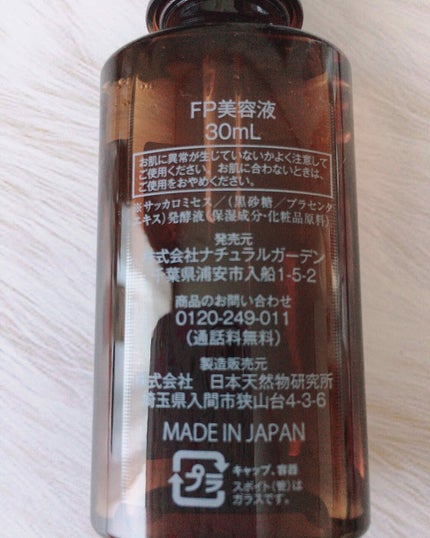 FP美容液
30mL
お肌に異常が生じていないかよく注意して
ご使用ください。お肌に合わないときは、
ご使用をおやめください。
※サッカロミセス/(黒砂糖/プラセンタ
エキス)発酵液(保湿成分・化粧品原料)
発売元
株式会社ナチュラルガーデン
千葉県浦安市入船1-5-2
商品のお問い合わせ
0120-249-011
(通話料無料)
製造販売元
株式会社 日本天然物研究所
埼玉県入間市狭山台4-3-6
MADE IN JAPAN
プラ
キャップ、容器
スポイト(管)は
ガラスです。